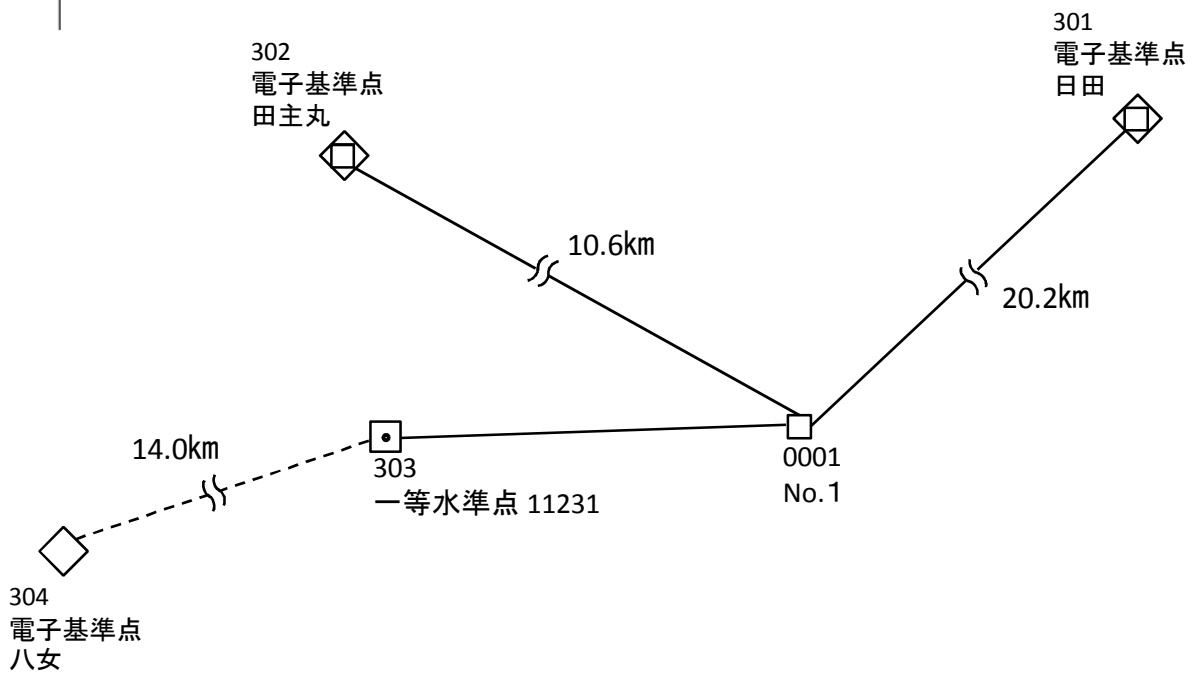 301
電子基準点
日田
302
電子基準点
田主丸
10.6㎞
20.2㎞
14.0㎞
303
一等水準点 11231
0001
No.1
304
電子基準点
八女